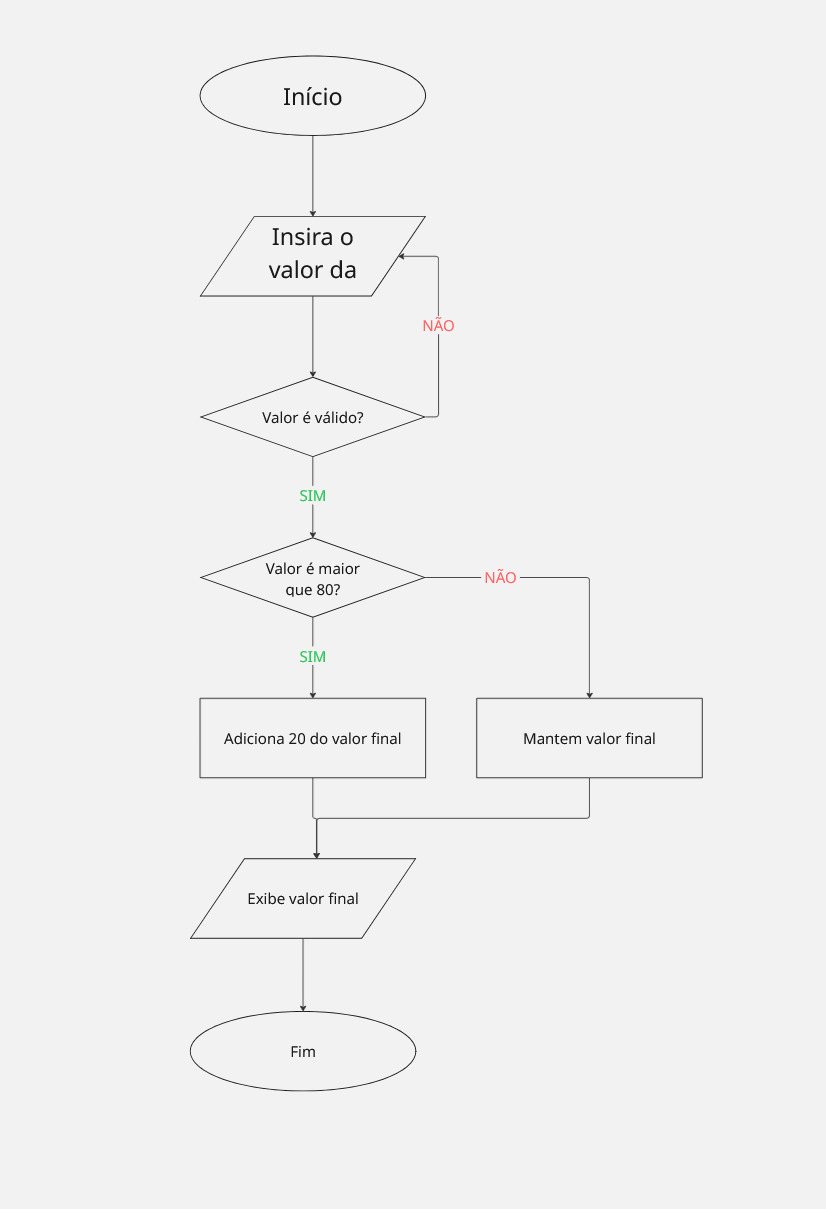 Início
Insira o
valor da
NÃO
Valor é válido?
SIM
Valor é maior
que 80?
NÃO
SIM
Adiciona 20 do valor final
Mantem valor final
Exibe valor final
Fim